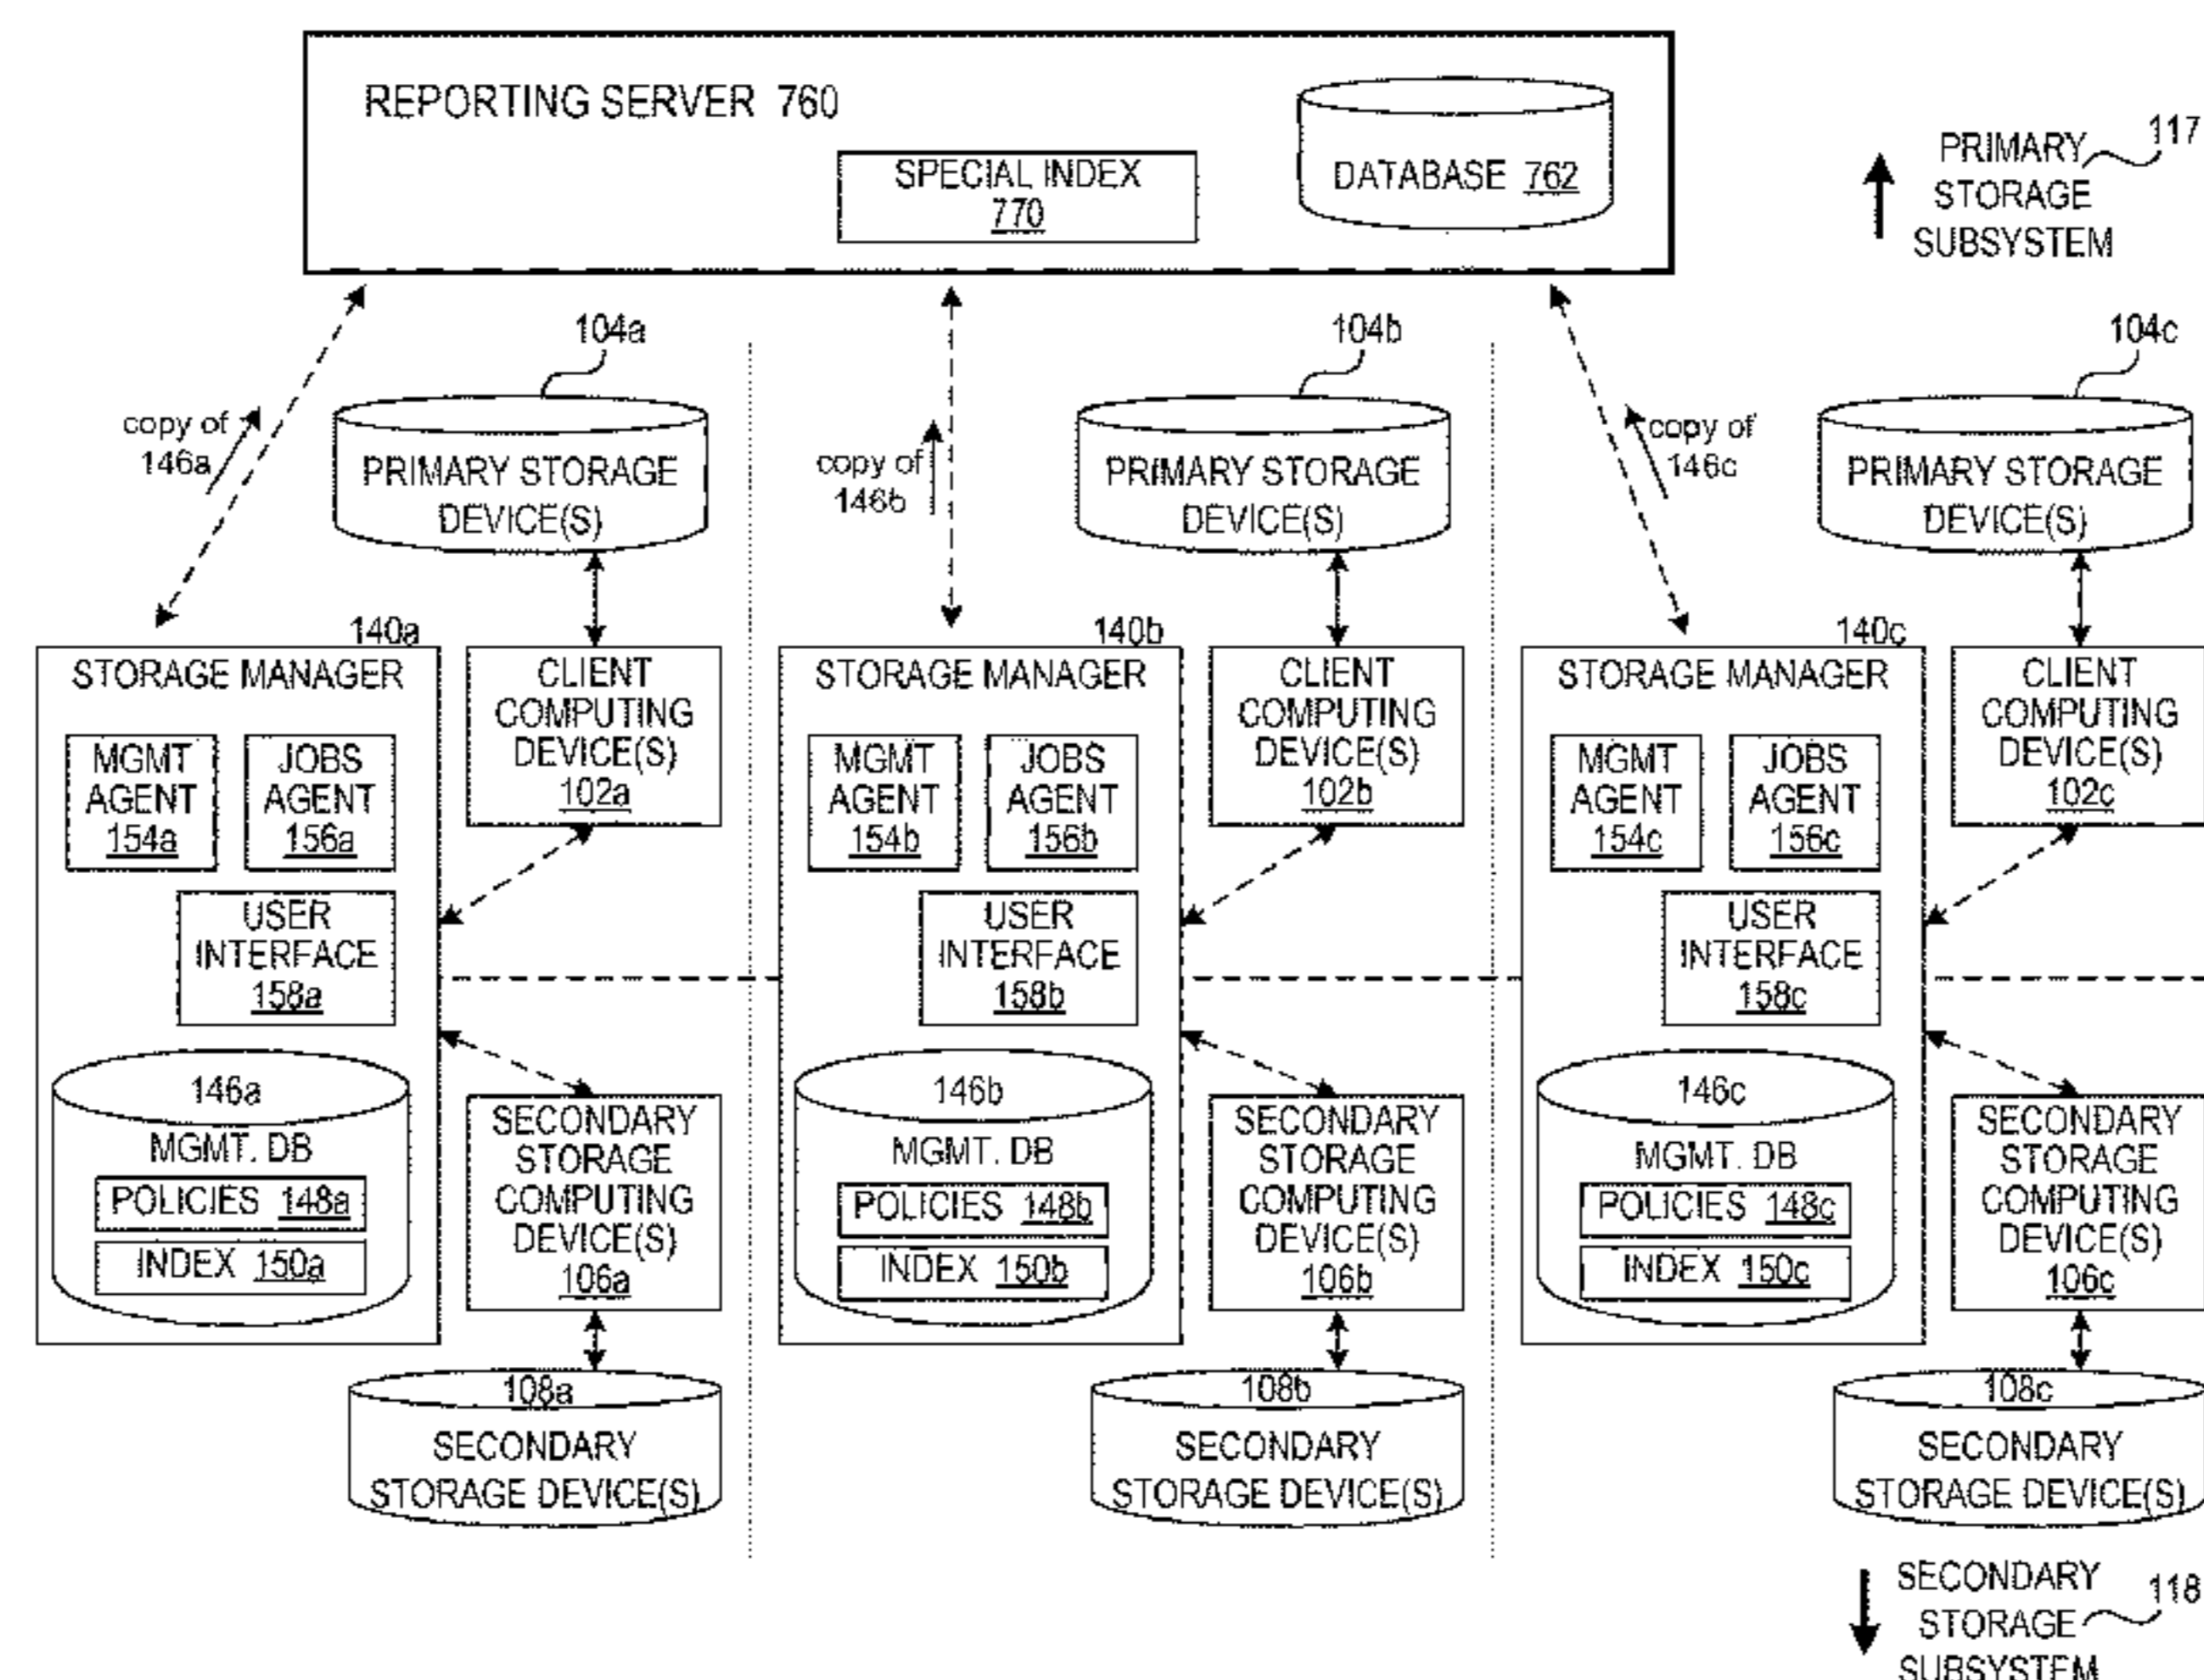 REPORTING SERVER 760
SPECIAL INDEX
770
DATABASE 762
PRIMARY
STORAGE
SUBSYSTEM
117
104a
copy of
146a
PRIMARY STORAGE
DEVICE(S)
104b
copy of
146b
PRIMARY STORAGE
DEVICE(S)
104c
copy of
146c
PRIMARY STORAGE
DEVICE(S)
140a
STORAGE MANAGER
MGMT
AGENT
154a
JOBS
AGENT
156a
USER
INTERFACE
158a
146a
MGMT. DB
POLICIES 148a
INDEX 150a
CLIENT
COMPUTING
DEVICE(S)
102a
SECONDARY
STORAGE
COMPUTING
DEVICE(S)
106a
108a
SECONDARY
STORAGE DEVICE(S)
140b
STORAGE MANAGER
MGMT
AGENT
154b
JOBS
AGENT
156b
USER
INTERFACE
158b
146b
MGMT. DB
POLICIES 148b
INDEX 150b
CLIENT
COMPUTING
DEVICE(S)
102b
SECONDARY
STORAGE
COMPUTING
DEVICE(S)
106b
108b
SECONDARY
STORAGE DEVICE(S)
140c
STORAGE MANAGER
MGMT
AGENT
154c
JOBS
AGENT
156c
USER
INTERFACE
158c
146c
MGMT. DB
POLICIES 148c
INDEX 150c
CLIENT
COMPUTING
DEVICE(S)
102c
SECONDARY
STORAGE
COMPUTING
DEVICE(S)
106c
108c
SECONDARY
STORAGE DEVICE(S)
SECONDARY
STORAGE
SUBSYSTEM
118